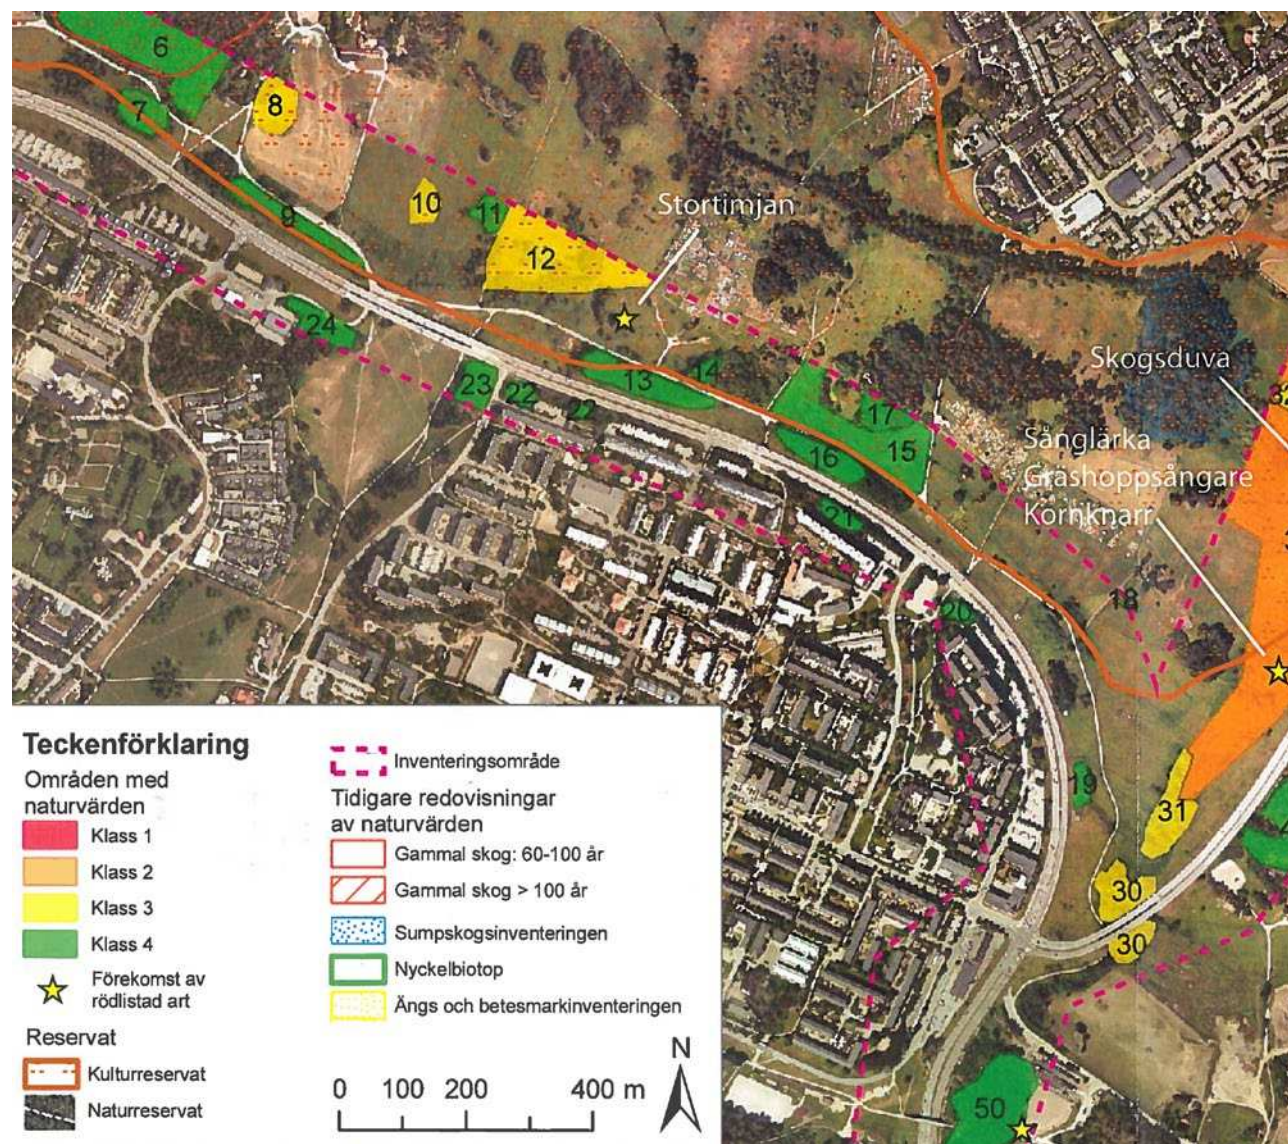 6
7
8
9
10
11
12
Stortimjan
24
23
22
22
13
14
17
15
16
21
Skogsduva
Sånglärka
Gräshoppsångare
Kornknarr
18
20
19
31
30
30
50
Teckenförklaring
Områden med
naturvärden
Klass 1
Klass 2
Klass 3
Klass 4
Förekomst av
rödlistad art
Reservat
Kulturreservat
Naturreservat
Inventeringsområde
Tidigare redovisningar
av naturvärden
Gammal skog: 60-100 år
Gammal skog > 100 år
Sumpskogsinventeringen
Nyckelbiotop
Ängs och betesmarkinventeringen
N
0 100 200 400 m